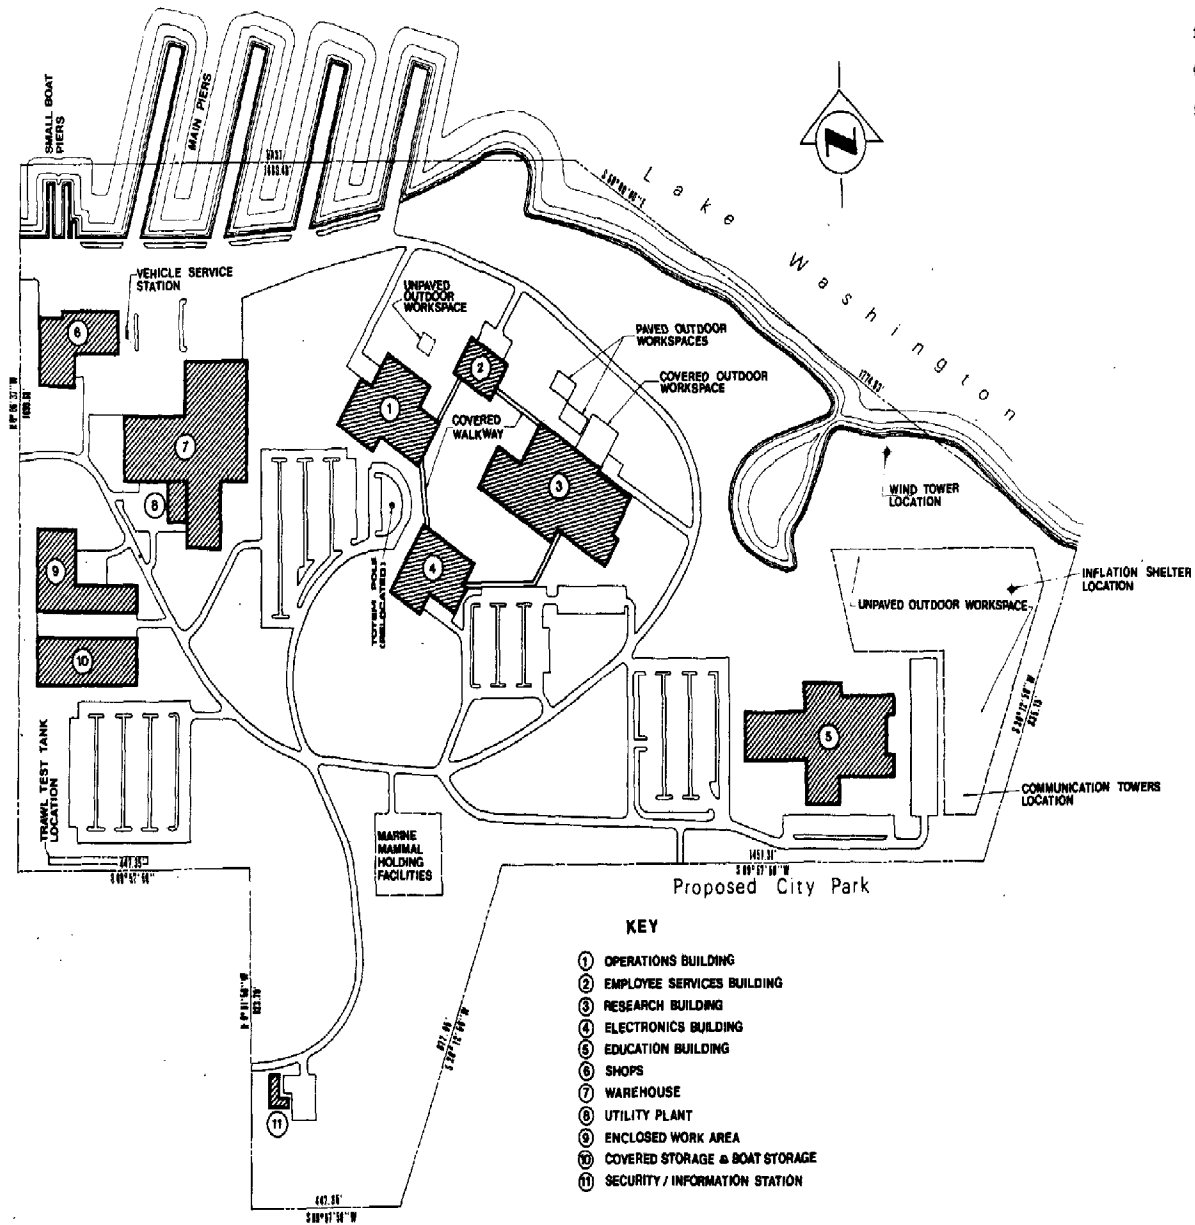 SMALL BOAT
PIERS
MAIN PIERS
EAST
Lake
Washington
N
VEHICLE SERVICE
STATION
UNPAVED
OUTDOOR
WORKSPACE
PAVED OUTDOOR
WORKSPACES
COVERED OUTDOOR
WORKSPACE
COVERED
WALKWAY
6
2
1
7
3
8
4
9
10
5
WIND TOWER
LOCATION
INFLATION SHELTER
LOCATION
UNPAVED OUTDOOR WORKSPACE
TOTEM POLE
(RELOCATED)
TRAWL TEST TANK
LOCATION
COMMUNICATION TOWERS
LOCATION
MARINE
MAMMAL
HOLDING
FACILITIES
Proposed City Park
11
KEY
1 OPERATIONS BUILDING
2 EMPLOYEE SERVICES BUILDING
3 RESEARCH BUILDING
4 ELECTRONICS BUILDING
5 EDUCATION BUILDING
6 SHOPS
7 WAREHOUSE
8 UTILITY PLANT
9 ENCLOSED WORK AREA
10 COVERED STORAGE & BOAT STORAGE
11 SECURITY / INFORMATION STATION